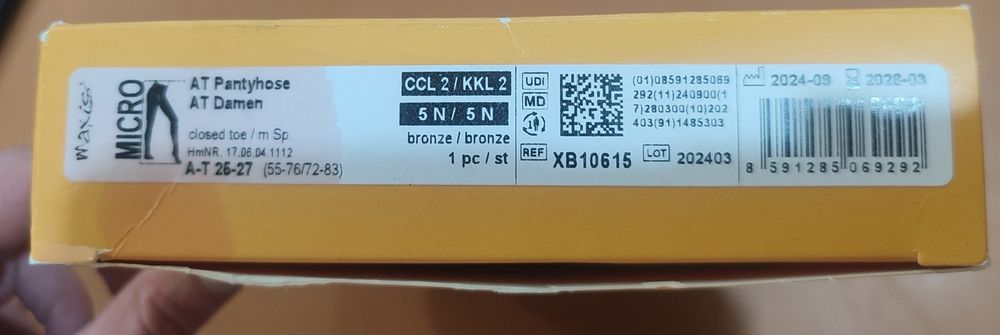 maxis
MICRO
AT Pantyhose
AT Damen
closed toe / m Sp.
HmNR. 17.06.04.1112
A-T 25-27 (55-76/72-83)
CCL 2 / KKL 2
5 N / 5 N
bronze / bronze
1 pc / st
UDI
MD
REF XB10615
(01)08591285069
292(11)240900(1
7)280300(10)202
403(91)1485303
LOT 202403
2024-09
2028-03
8 591285 069292